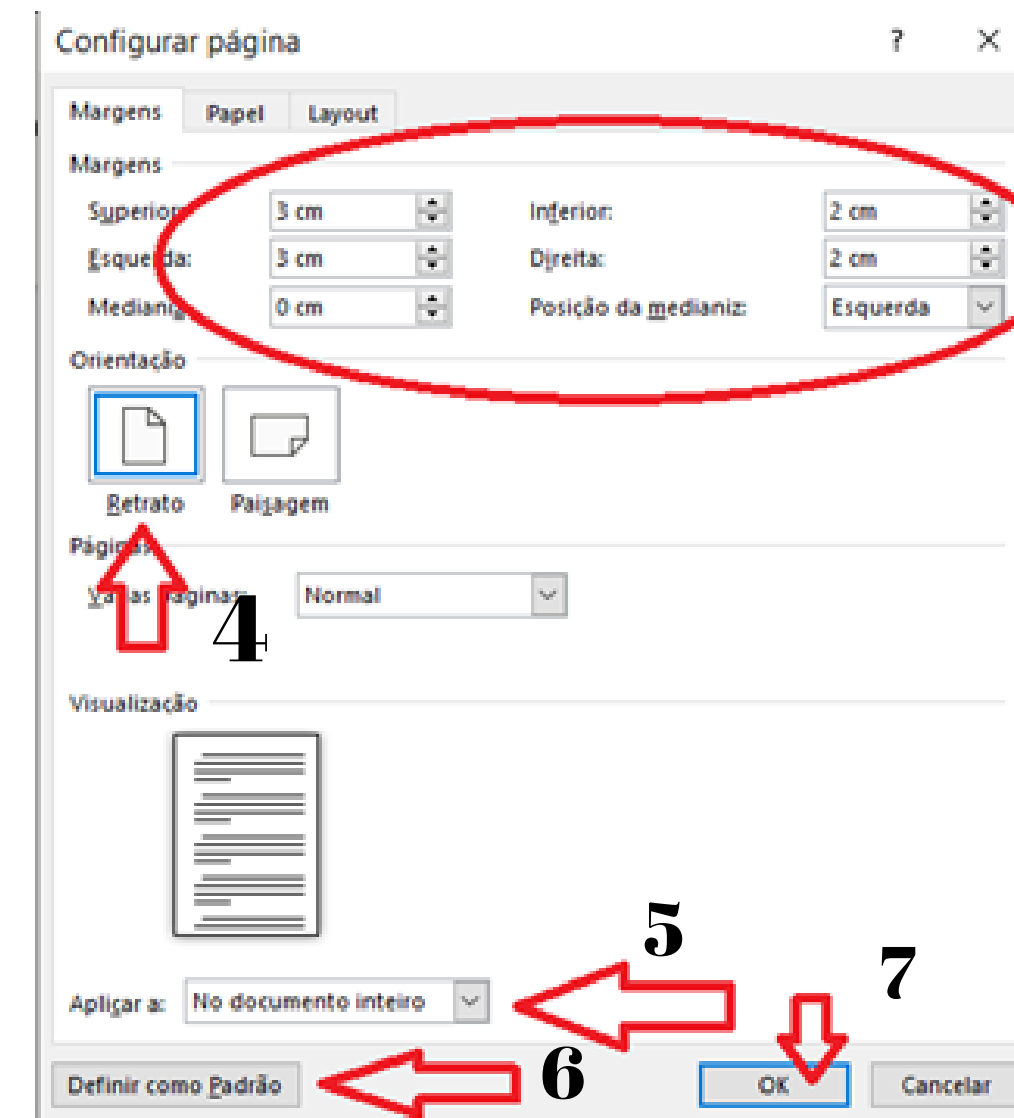 Configurar página ? ×
Margens Papel Layout
Margens
Superior: 3 cm Inferior: 2 cm
Esquerda: 3 cm Direita: 2 cm
Medianiz: 0 cm Posição da medianiz: Esquerda
Orientação
Retrato Paisagem
Páginas
4
Várias páginas: Normal
Visualização
5
7
Aplicar a: No documento inteiro
6
Definir como Padrão OK Cancelar